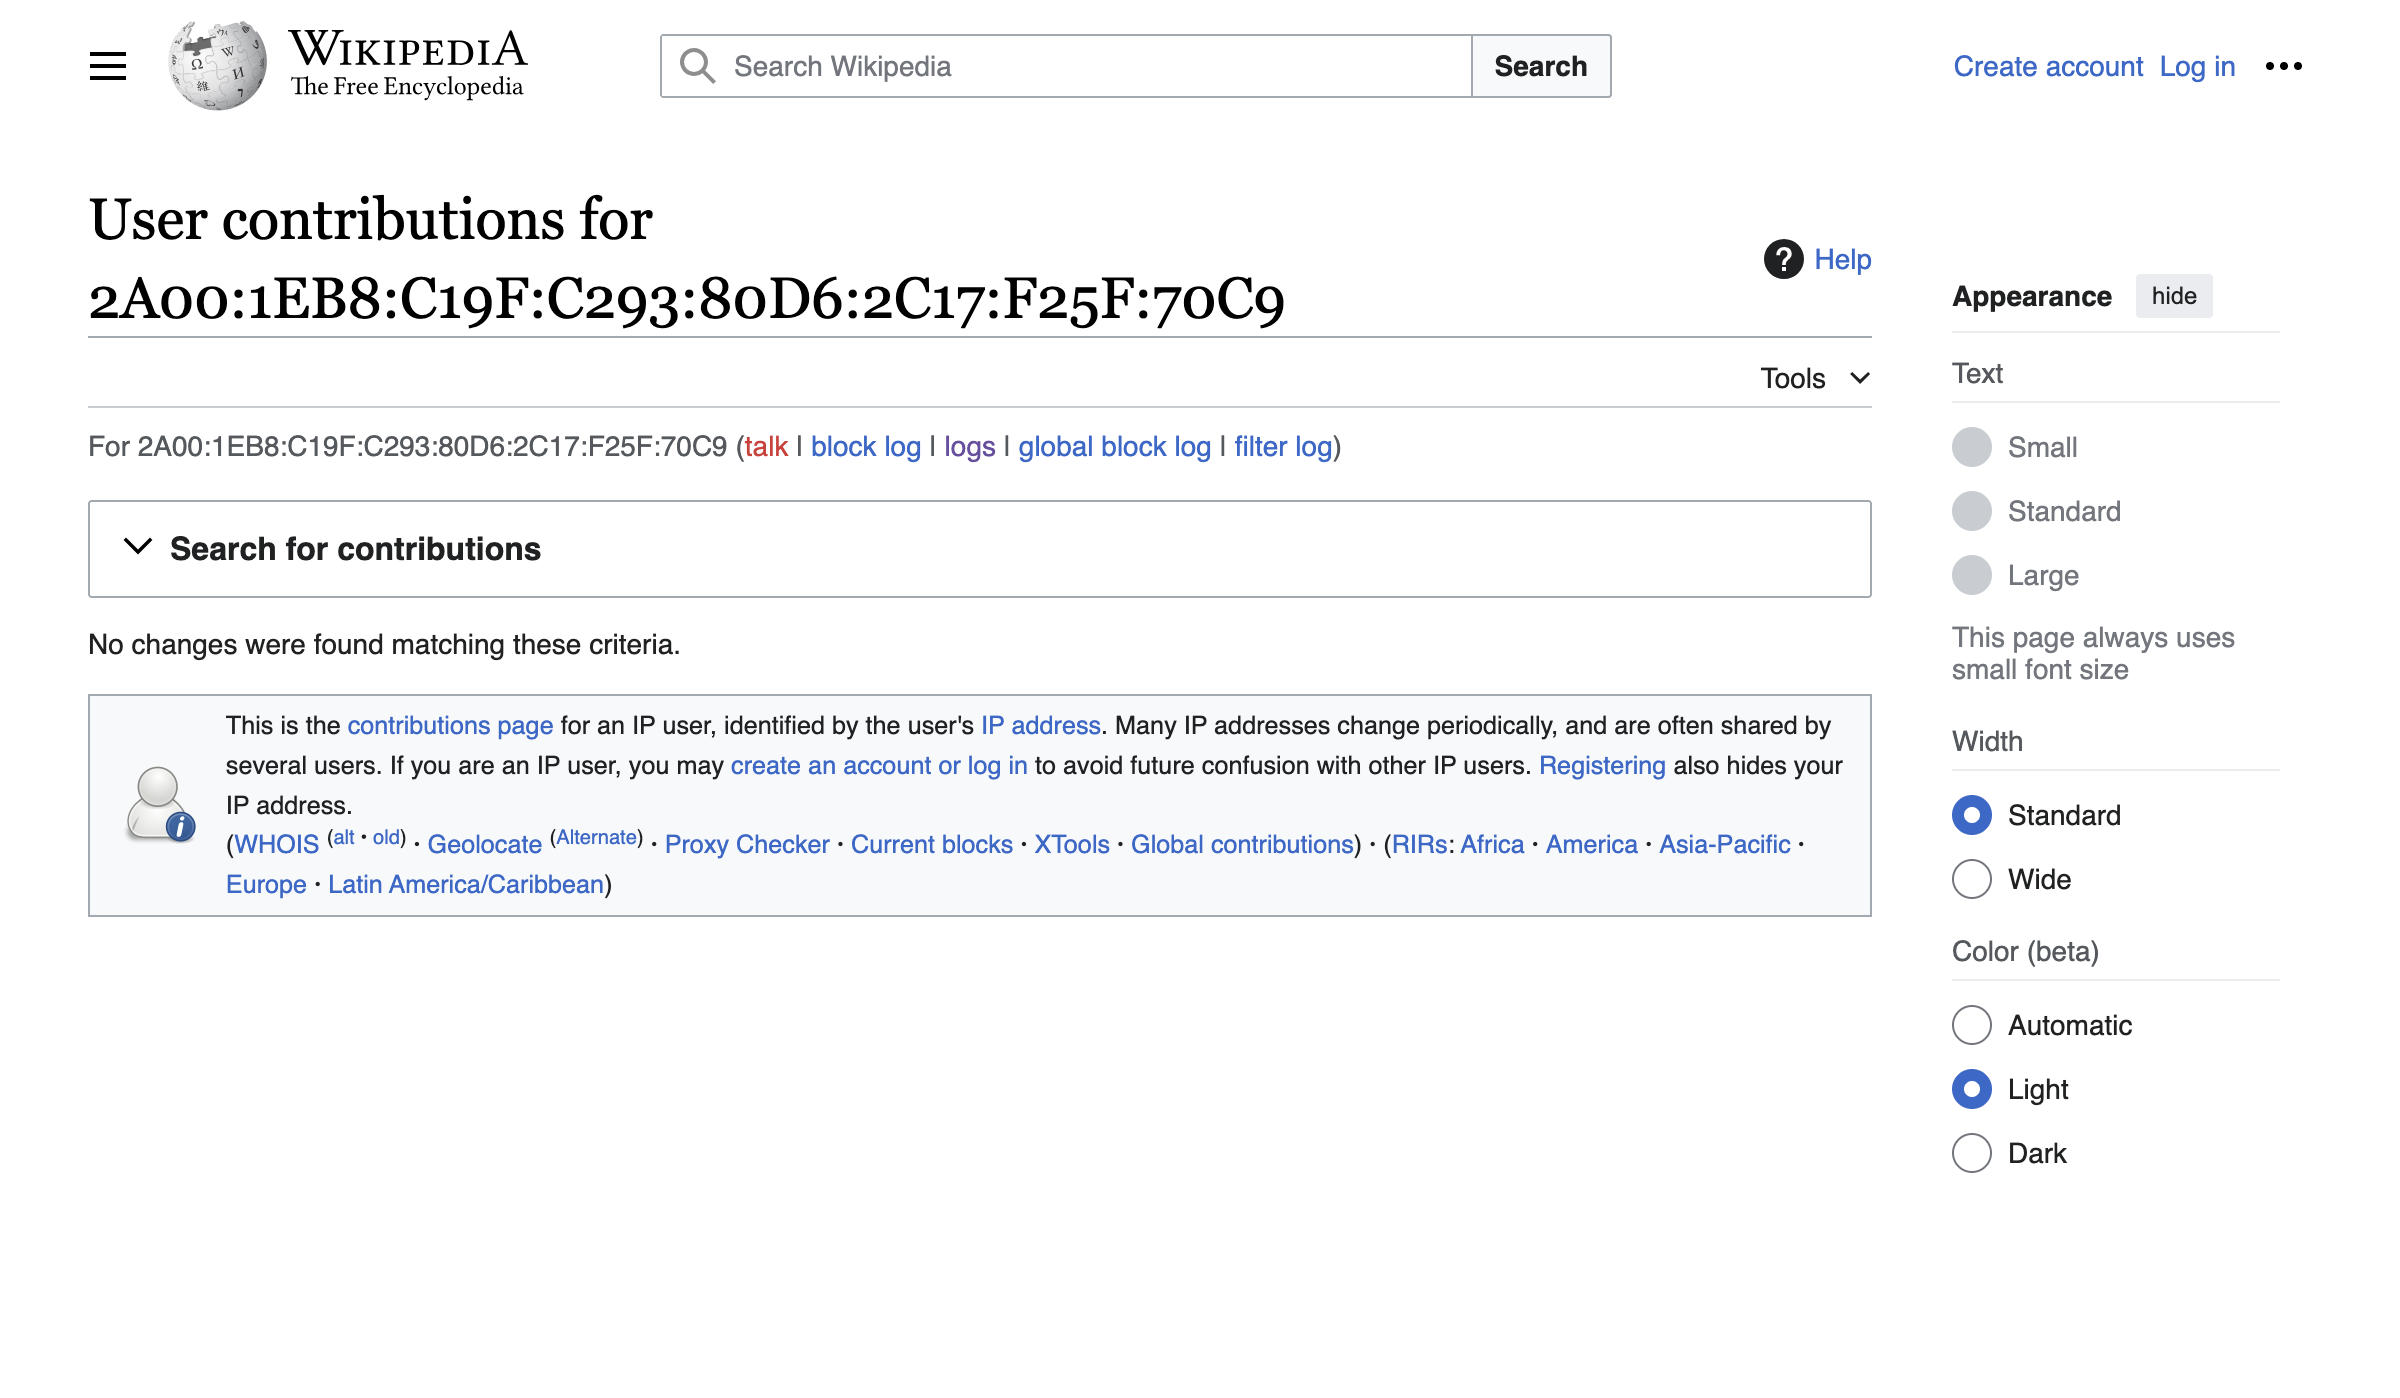 WIKIPEDIA
The Free Encyclopedia
Search Wikipedia
Search
Create account Log in
User contributions for
2A00:1EB8:C19F:C293:80D6:2C17:F25F:70C9
Help
Tools
For 2A00:1EB8:C19F:C293:80D6:2C17:F25F:70C9 (talk | block log | logs | global block log | filter log)
Search for contributions
No changes were found matching these criteria.
This is the contributions page for an IP user, identified by the user's IP address. Many IP addresses change periodically, and are often shared by
several users. If you are an IP user, you may create an account or log in to avoid future confusion with other IP users. Registering also hides your
IP address.
(WHOIS (alt · old) · Geolocate (Alternate) · Proxy Checker · Current blocks · XTools · Global contributions) · (RIRs: Africa · America · Asia-Pacific ·
Europe · Latin America/Caribbean)
Appearance hide
Text
Small
Standard
Large
This page always uses
small font size
Width
Standard
Wide
Color (beta)
Automatic
Light
Dark